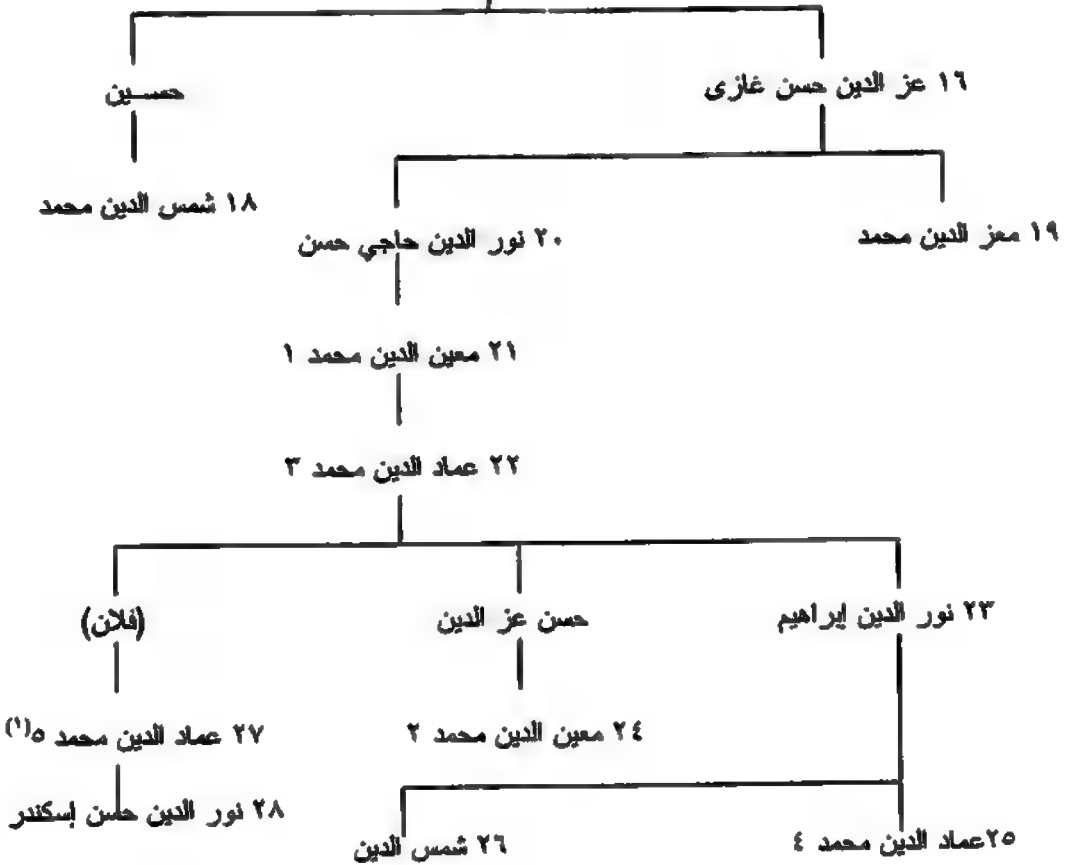 ١٦ عز الدين حسن غازى
حسين
١٨ شمس الدين محمد
١٩ معز الدين محمد
٢٠ نور الدين حاجي حسن
٢١ معين الدين محمد ١
٢٢ عماد الدين محمد ٣
٢٣ نور الدين إبراهيم
حسن عز الدين
(فلان)
٢٤ معين الدين محمد ٢
٢٧ عماد الدين محمد ٥(١)
٢٥ عماد الدين محمد ٤
٢٦ شمس الدين
٢٨ نور الدين حسن إسكندر